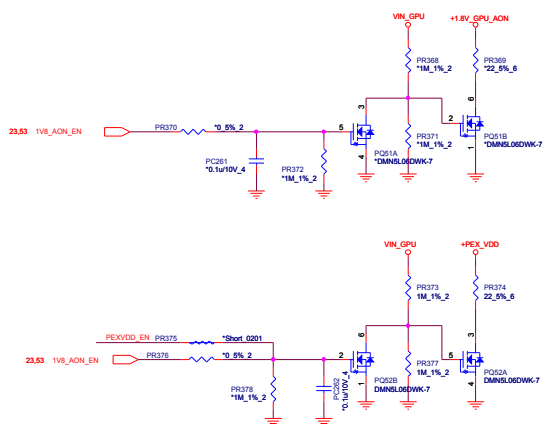 VIN_GPU
+1.8V_GPU_AON
PR368
*1M_1%_2
PR369
*22_5%_6
3
6
23,53 1V8_AON_EN
PR370
*0_5%_2
5
2
PR371
*1M_1%_2
PQ51B
*DMN5L06DWK-7
PC261
*0.1u/10V_4
PR372
*1M_1%_2
4
PQ51A
*DMN5L06DWK-7
1
VIN_GPU
+PEX_VDD
PR373
1M_1%_2
PR374
22_5%_6
6
3
PEXVDD_EN PR375 *Short_0201
23,53 1V8_AON_EN
PR376
*0_5%_2
2
5
PR377
1M_1%_2
PQ52A
DMN5L06DWK-7
PR378
*1M_1%_2
PC262
*0.1u/10V_4
1
PQ52B
DMN5L06DWK-7
4